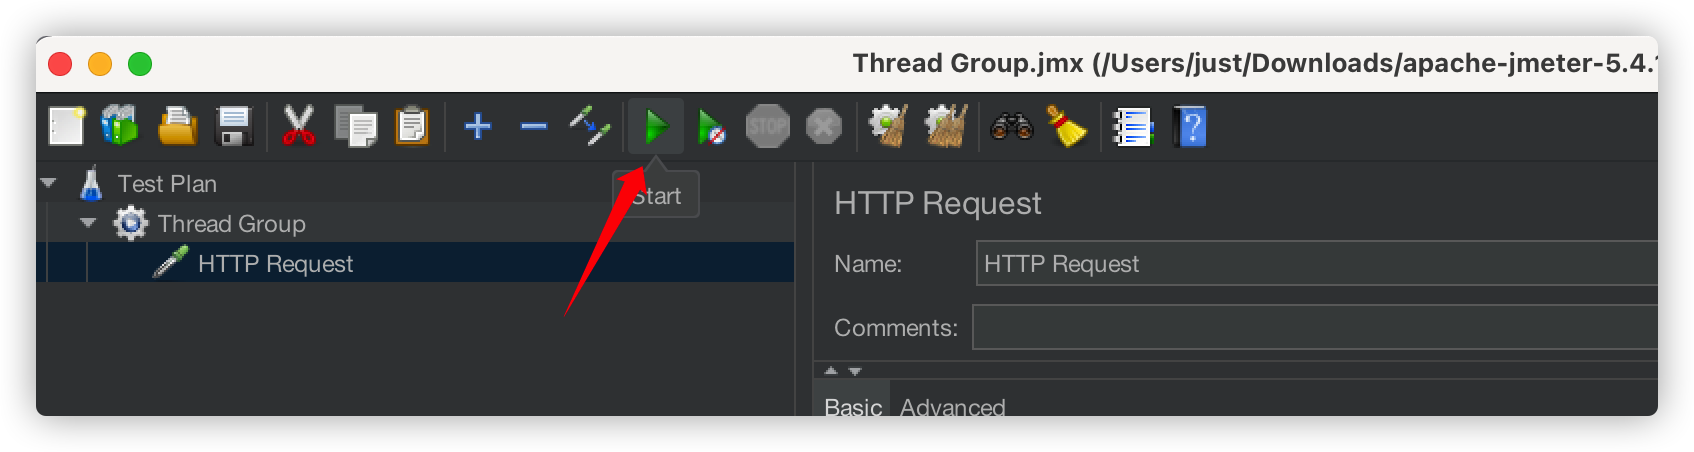 Thread Group.jmx (/Users/just/Downloads/apache-jmeter-5.4.
STOP
Test Plan
Start
Thread Group
HTTP Request
HTTP Request
Name:
HTTP Request
Comments:
Basic
Advanced